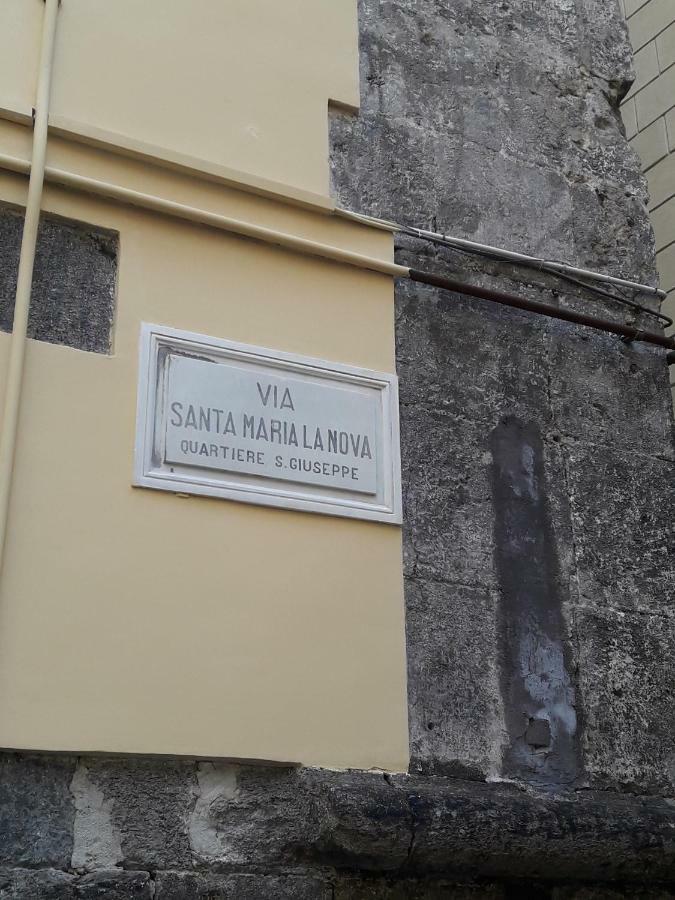 VIA
SANTA MARIA LA NOVA
QUARTIERE S. GIUSEPPE